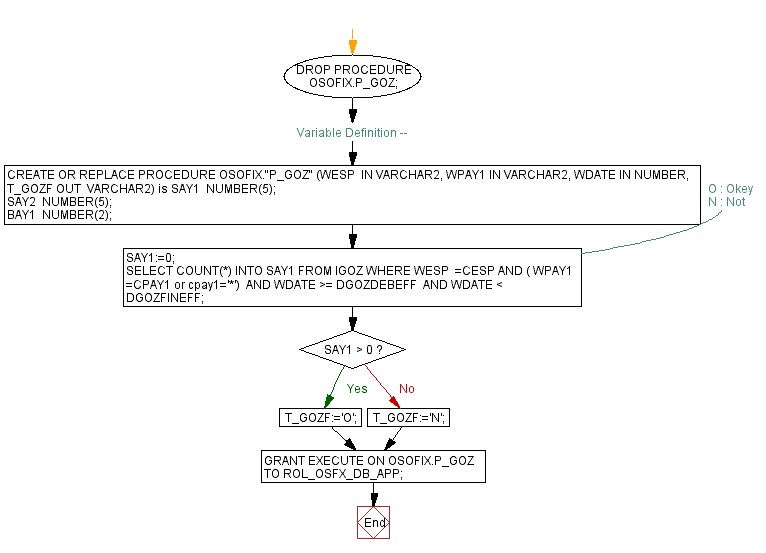 DROP PROCEDURE
OSOFIX.P_GOZ;
Variable Definition --
CREATE OR REPLACE PROCEDURE OSOFIX."P_GOZ" (WESP  IN VARCHAR2, WPAY1 IN VARCHAR2, WDATE IN NUMBER,
T_GOZF OUT  VARCHAR2) is SAY1  NUMBER(5);
SAY2  NUMBER(5);
BAY1  NUMBER(2);
O : Okey
N : Not
SAY1:=0;
SELECT COUNT(*) INTO SAY1 FROM IGOZ WHERE WESP  =CESP AND ( WPAY1
=CPAY1 or cpay1='*')  AND WDATE >= DGOZDEBEFF  AND WDATE <
DGOZFINEFF;
SAY1 > 0 ?
Yes
No
T_GOZF:='O';
T_GOZF:='N';
GRANT EXECUTE ON OSOFIX.P_GOZ
TO ROL_OSFX_DB_APP;
End